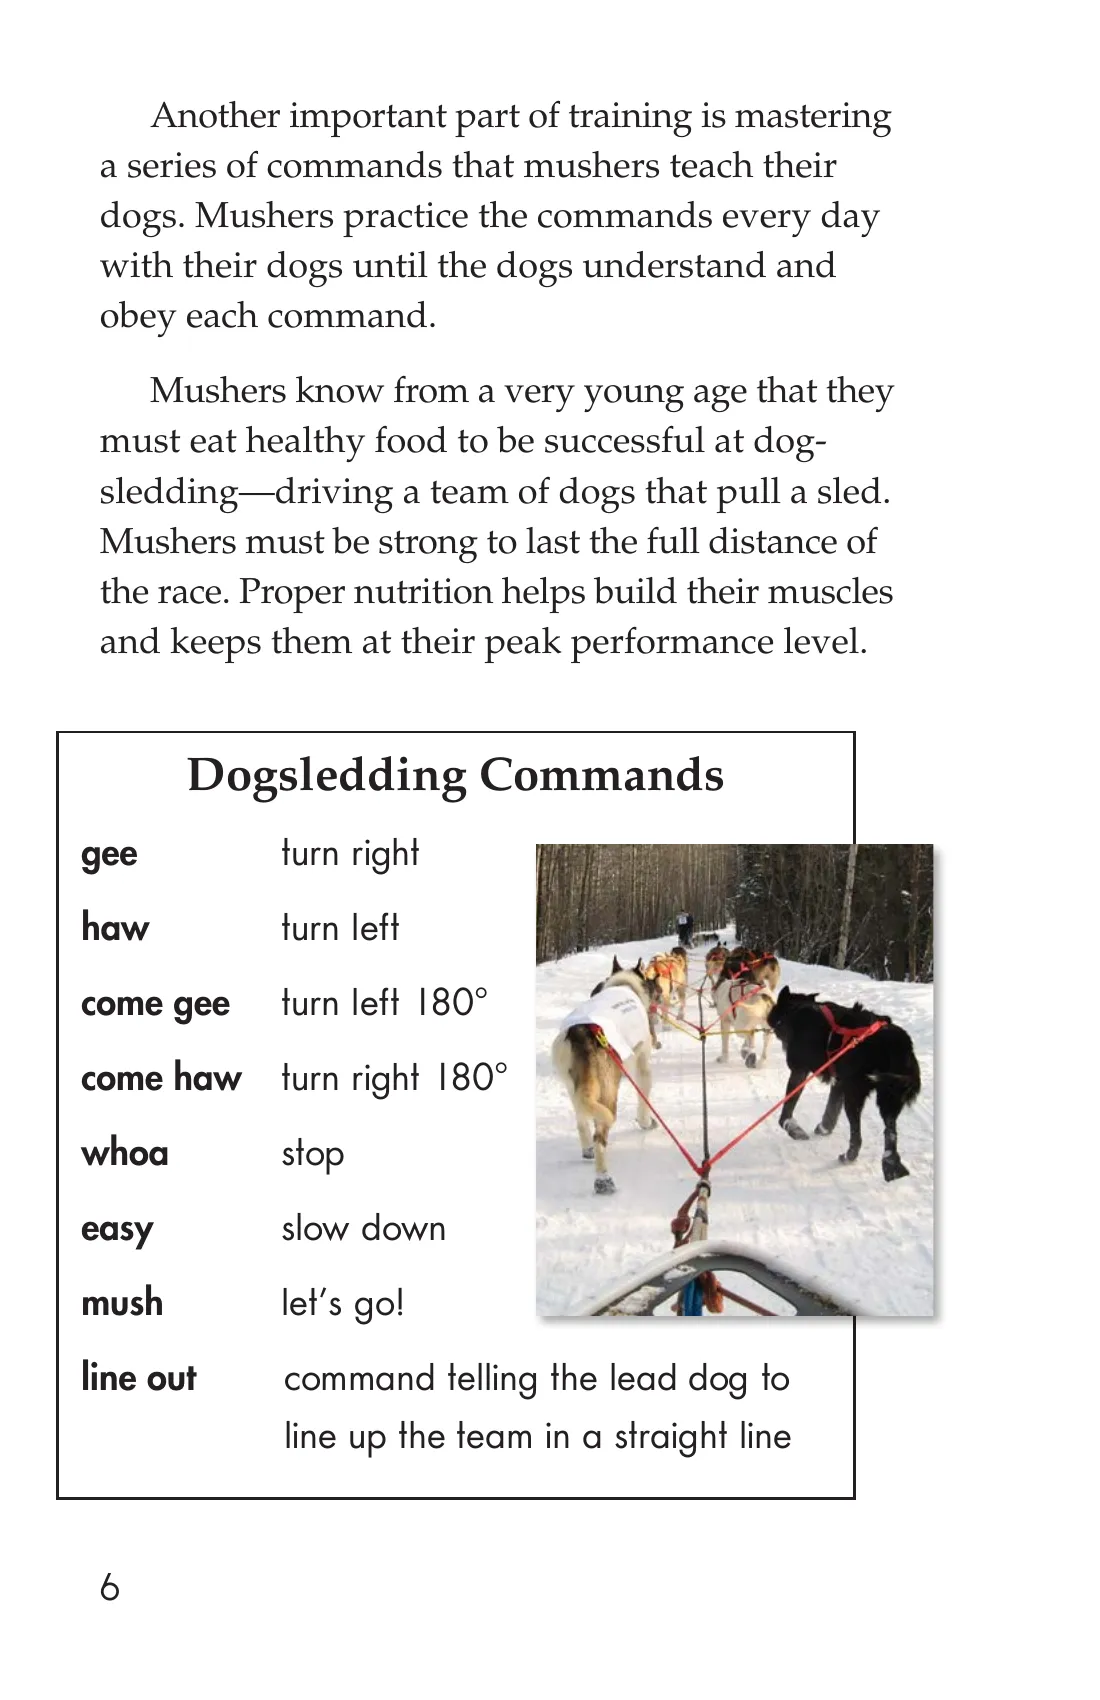 Another important part of training is mastering
a series of commands that mushers teach their
dogs. Mushers practice the commands every day
with their dogs until the dogs understand and
obey each command.
Mushers know from a very young age that they
must eat healthy food to be successful at dog-
sledding—driving a team of dogs that pull a sled.
Mushers must be strong to last the full distance of
the race. Proper nutrition helps build their muscles
and keeps them at their peak performance level.
Dogsledding Commands
gee turn right
haw turn left
come gee turn left 180°
come haw turn right 180°
whoa stop
easy slow down
mush let’s go!
line out command telling the lead dog to
line up the team in a straight line
6